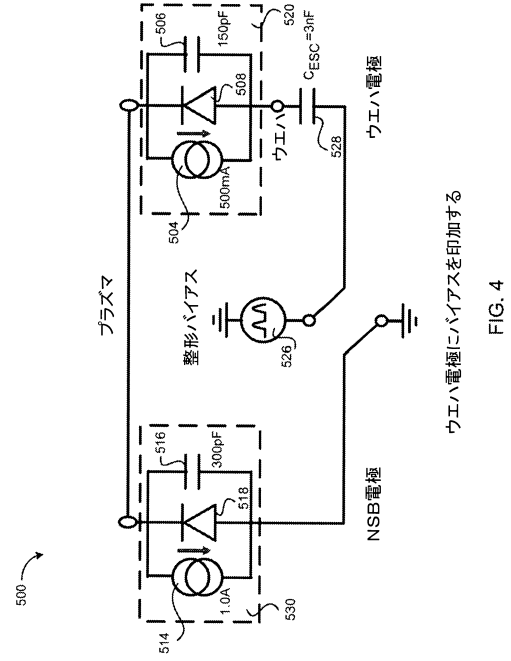 500
プラズマ
514
1.0A
518
516
300pF
530
NSB電極
整形バイアス
526
504
500mA
508
506
150pF
520
ウエハ
CESC=3nF
528
ウエハ電極
ウエハ電極にバイアスを印加する
FIG. 4